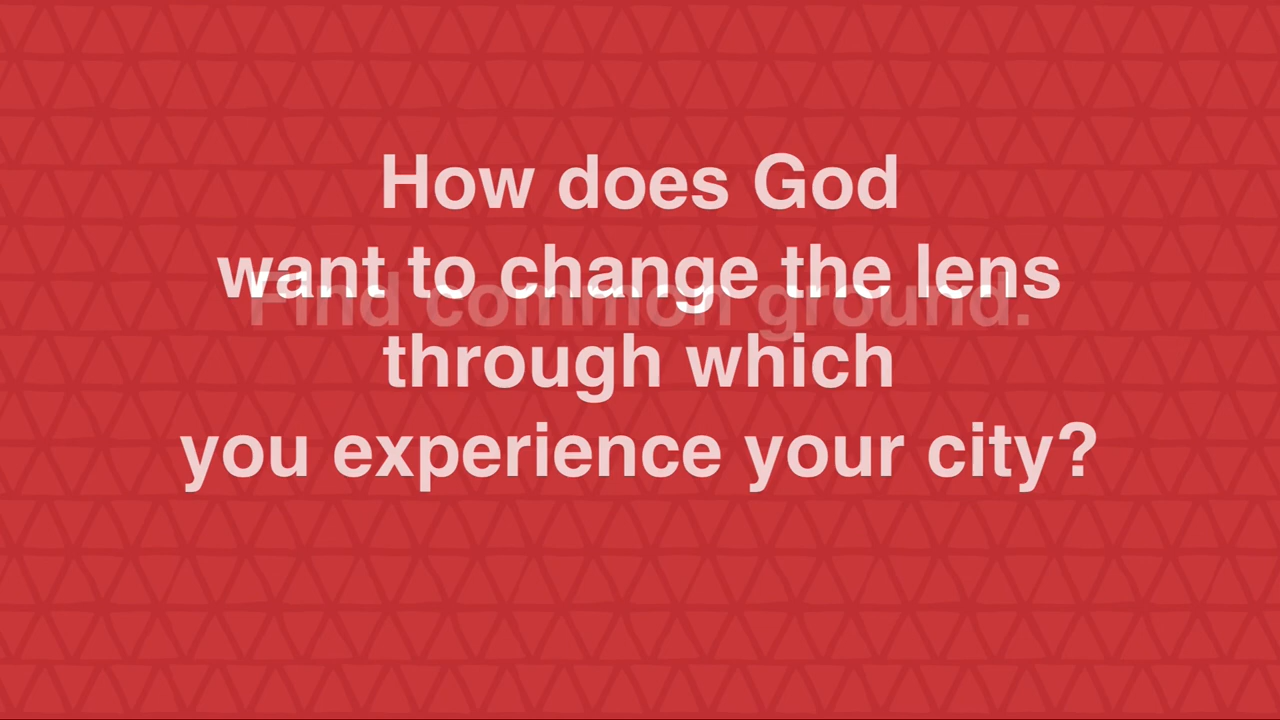 How does God
want to change the lens
Find common ground.
through which
you experience your city?